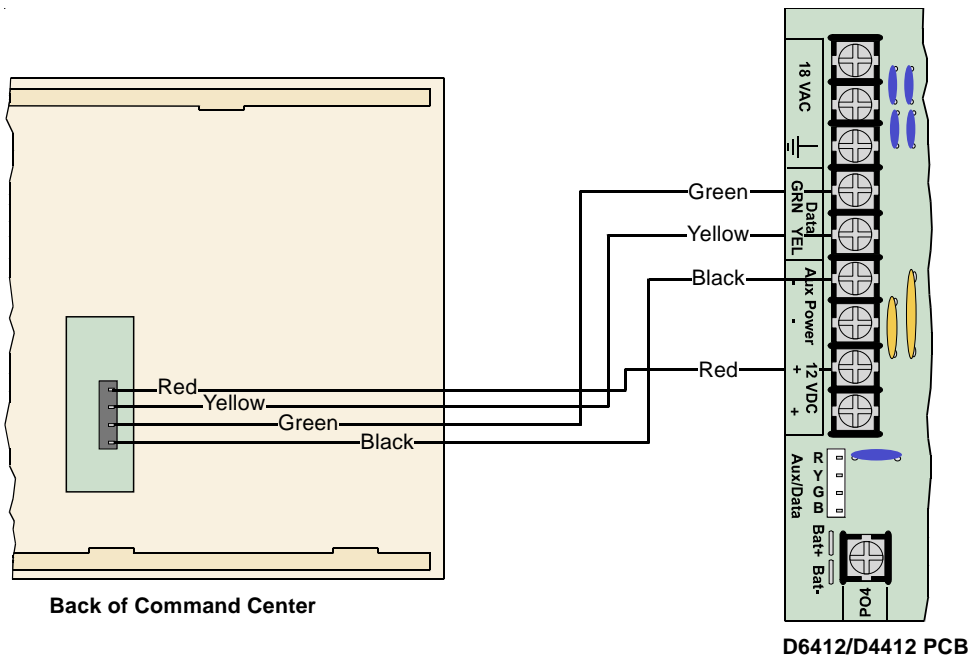 18 VAC
GRN
Data
YEL
Aux Power
-
-
12 VDC
+
+
Green
Yellow
Black
Red
Red
Yellow
Green
Black
R
Y
G
B
Aux/Data
Bat+
Bat-
PO4
Back of Command Center
D6412/D4412 PCB